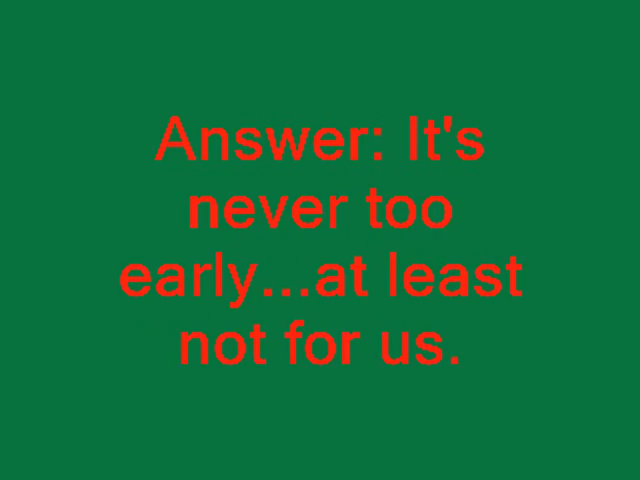 Answer: It's
never too
early...at least
not for us.